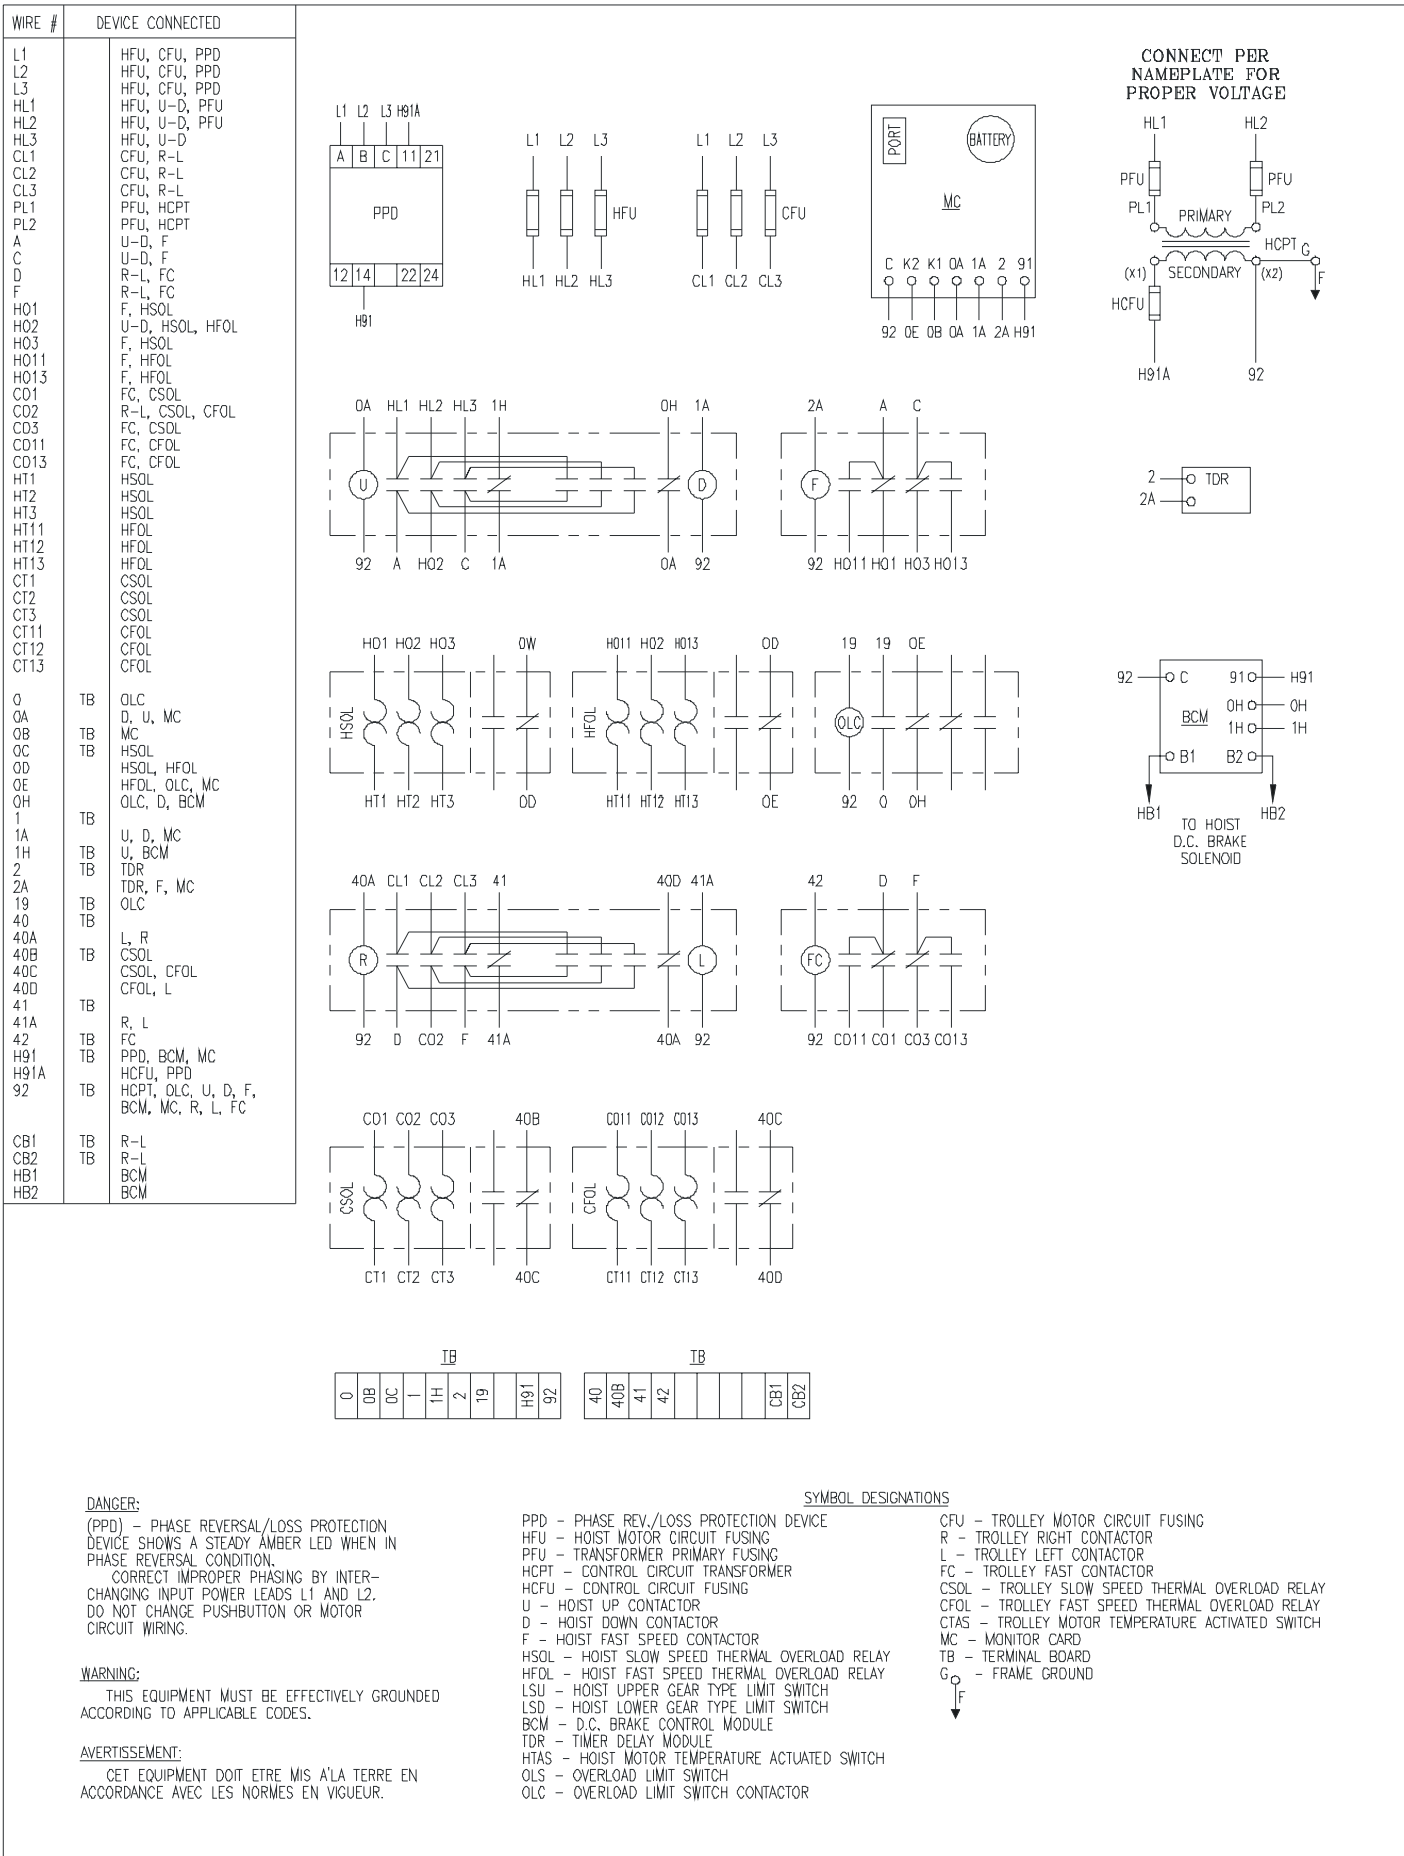 WIRE # DEVICE CONNECTED
L1 HFU, CFU, PPD
L2 HFU, CFU, PPD
L3 HFU, CFU, PPD
HL1 HFU, U-D, PFU
HL2 HFU, U-D, PFU
HL3 HFU, U-D
CL1 CFU, R-L
CL2 CFU, R-L
CL3 CFU, R-L
PL1 PFU, HCPT
PL2 PFU, HCPT
A U-D, F
C U-D, F
D R-L, FC
F R-L, FC
HO1 F, HSOL
HO2 U-D, HSOL, HFOL
HO3 F, HSOL
HO11 F, HFOL
HO13 F, HFOL
CO1 FC, CSOL
CO2 R-L, CSOL, CFOL
CO3 FC, CSOL
CO11 FC, CFOL
CO13 FC, CFOL
HT1 HSOL
HT2 HSOL
HT3 HSOL
HT11 HFOL
HT12 HFOL
HT13 HFOL
CT1 CSOL
CT2 CSOL
CT3 CSOL
CT11 CFOL
CT12 CFOL
CT13 CFOL
0 TB OLC
0A D, U, MC
0B TB MC
0C TB HSOL
0D HSOL, HFOL
0E HFOL, OLC, MC
0H OLC, D, BCM
1 TB
1A U, D, MC
1H TB U, BCM
2 TB TDR
2A TDR, F, MC
19 TB OLC
40 TB
40A L, R
40B TB CSOL
40C CSOL, CFOL
40D CFOL, L
41 TB
41A R, L
42 TB FC
H91 TB PPD, BCM, MC
H91A HCFU, PPD
92 TB HCPT, OLC, U, D, F,
BCM, MC, R, L, FC
CB1 TB R-L
CB2 TB R-L
HB1 BCM
HB2 BCM
L1 L2 L3 H91A
A B C 11 21
PPD
12 14 22 24
H91
L1 L2 L3
HFU
HL1 HL2 HL3
L1 L2 L3
CFU
CL1 CL2 CL3
PORT BATTERY
MC
C K2 K1 0A 1A 2 91
92 0E 0B 0A 1A 2A H91
CONNECT PER
NAMEPLATE FOR
PROPER VOLTAGE
HL1 HL2
PFU PFU
PL1 PRIMARY PL2
HCPT G
(X1) SECONDARY (X2) F
HCFU
H91A 92
0A HL1 HL2 HL3 1H 0H 1A
U D
92 A HO2 C 1A 0A 92
2A A C
F
92 HO11 HO1 HO3 HO13
2 TDR
2A
HO1 HO2 HO3 0W
HSOL
HT1 HT2 HT3 0D
HO11 HO2 HO13 0D
HFOL
HT11 HT12 HT13 0E
19 19 0E
OLC
92 0 0H
92 C 91 H91
0H 0H
BCM
1H 1H
B1 B2
HB1 HB2
TO HOIST
D.C. BRAKE
SOLENOID
40A CL1 CL2 CL3 41 40D 41A
R L
92 D CO2 F 41A 40A 92
42 D F
FC
92 CO11 CO1 CO3 CO13
CO1 CO2 CO3 40B
CSOL
CT1 CT2 CT3 40C
CO11 CO12 CO13 40C
CFOL
CT11 CT12 CT13 40D
TB
0 0B 0C 1 1H 2 19 H91 92
TB
40 40B 41 42 CB1 CB2
DANGER:
(PPD) - PHASE REVERSAL/LOSS PROTECTION
DEVICE SHOWS A STEADY AMBER LED WHEN IN
PHASE REVERSAL CONDITION.
CORRECT IMPROPER PHASING BY INTER-
CHANGING INPUT POWER LEADS L1 AND L2.
DO NOT CHANGE PUSHBUTTON OR MOTOR
CIRCUIT WIRING.
WARNING:
THIS EQUIPMENT MUST BE EFFECTIVELY GROUNDED
ACCORDING TO APPLICABLE CODES.
AVERTISSEMENT:
CET EQUIPMENT DOIT ETRE MIS A'LA TERRE EN
ACCORDANCE AVEC LES NORMES EN VIGUEUR.
SYMBOL DESIGNATIONS
PPD - PHASE REV./LOSS PROTECTION DEVICE
HFU - HOIST MOTOR CIRCUIT FUSING
PFU - TRANSFORMER PRIMARY FUSING
HCPT - CONTROL CIRCUIT TRANSFORMER
HCFU - CONTROL CIRCUIT FUSING
U - HOIST UP CONTACTOR
D - HOIST DOWN CONTACTOR
F - HOIST FAST SPEED CONTACTOR
HSOL - HOIST SLOW SPEED THERMAL OVERLOAD RELAY
HFOL - HOIST FAST SPEED THERMAL OVERLOAD RELAY
LSU - HOIST UPPER GEAR TYPE LIMIT SWITCH
LSD - HOIST LOWER GEAR TYPE LIMIT SWITCH
BCM - D.C. BRAKE CONTROL MODULE
TDR - TIMER DELAY MODULE
HTAS - HOIST MOTOR TEMPERATURE ACTUATED SWITCH
OLS - OVERLOAD LIMIT SWITCH
OLC - OVERLOAD LIMIT SWITCH CONTACTOR
CFU - TROLLEY MOTOR CIRCUIT FUSING
R - TROLLEY RIGHT CONTACTOR
L - TROLLEY LEFT CONTACTOR
FC - TROLLEY FAST CONTACTOR
CSOL - TROLLEY SLOW SPEED THERMAL OVERLOAD RELAY
CFOL - TROLLEY FAST SPEED THERMAL OVERLOAD RELAY
CTAS - TROLLEY MOTOR TEMPERATURE ACTIVATED SWITCH
MC - MONITOR CARD
TB - TERMINAL BOARD
G - FRAME GROUND
F